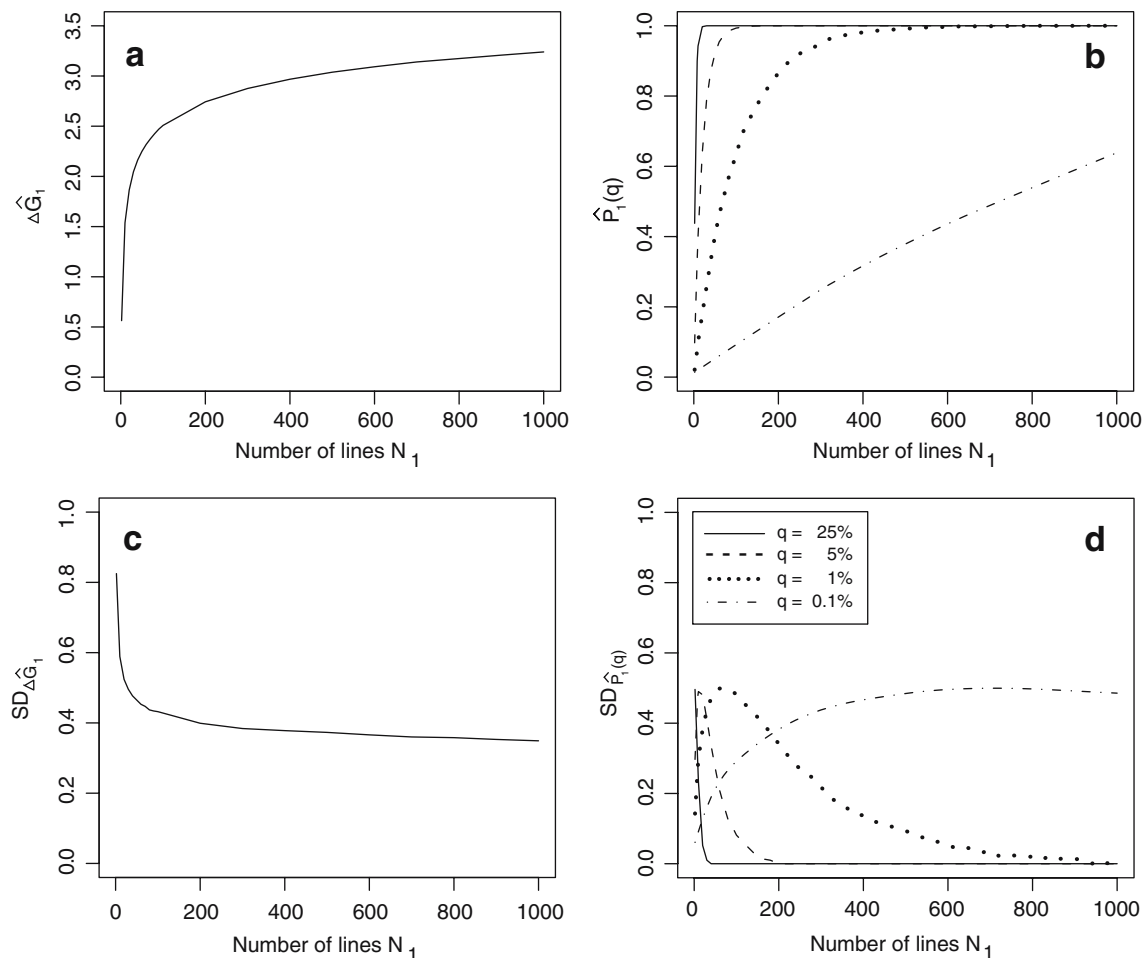 a
3.5
3.0
2.5
2.0
1.5
1.0
0.5
0.0
ΔĜ₁
0 200 400 600 800 1000
Number of lines N₁
b
1.0
0.8
0.6
0.4
0.2
0.0
P̂₁(q)
0 200 400 600 800 1000
Number of lines N₁
c
1.0
0.8
0.6
0.4
0.2
0.0
SD ΔĜ₁
0 200 400 600 800 1000
Number of lines N₁
d
q = 25%
q = 5%
q = 1%
q = 0.1%
1.0
0.8
0.6
0.4
0.2
0.0
SD P̂₁(q)
0 200 400 600 800 1000
Number of lines N₁